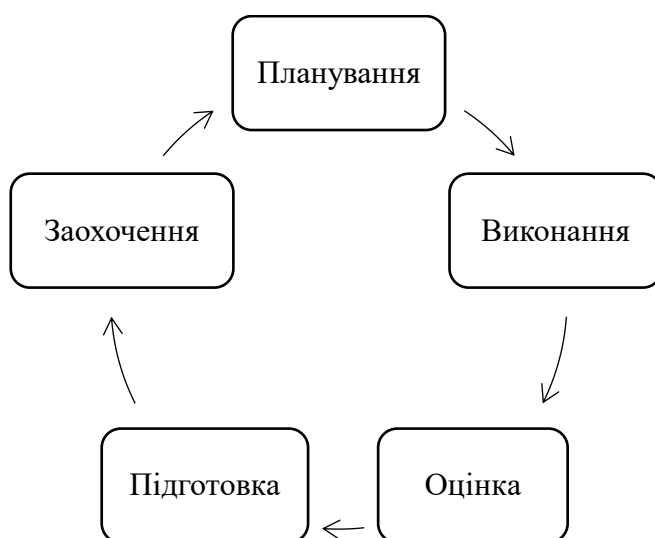 Планування
Виконання
Оцінка
Підготовка
Заохочення